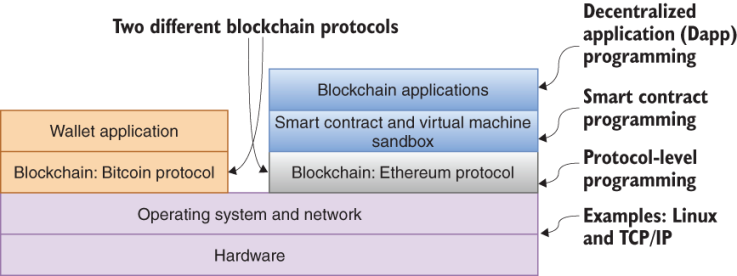 Two different blockchain protocols
Decentralized
application (Dapp)
programming
Blockchain applications
Smart contract
programming
Wallet application
Smart contract and virtual machine
sandbox
Protocol-level
programming
Blockchain: Bitcoin protocol
Blockchain: Ethereum protocol
Operating system and network
Examples: Linux
and TCP/IP
Hardware